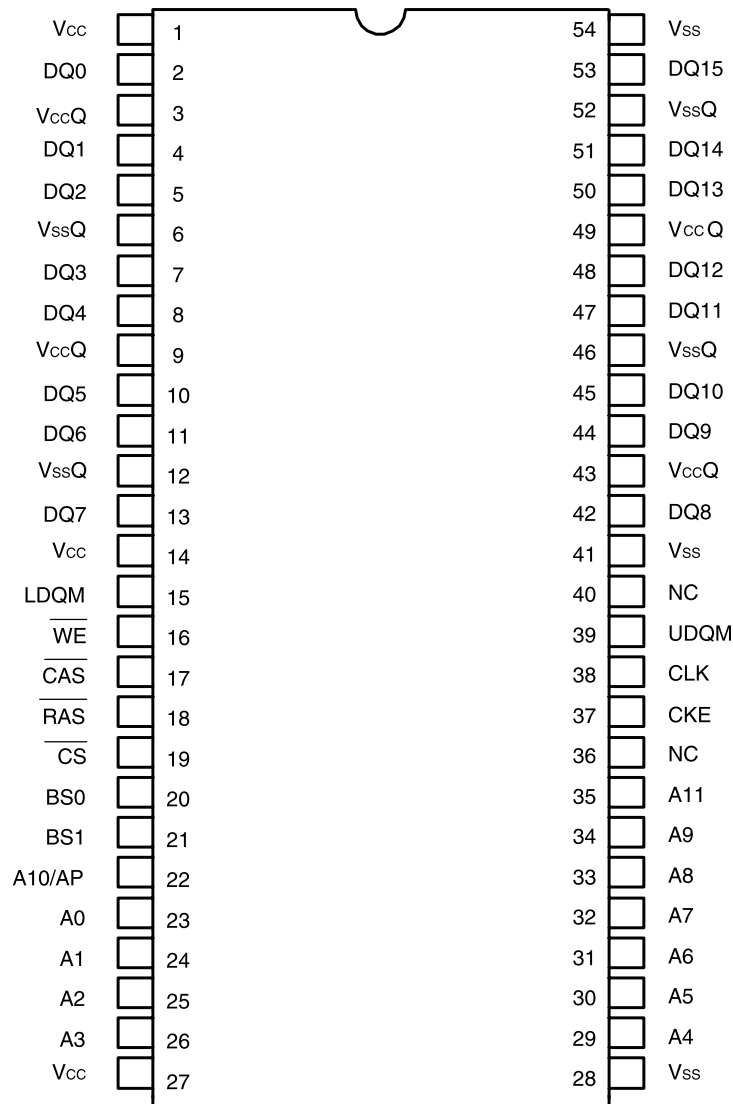 Vcc 1 54 Vss
DQ0 2 53 DQ15
VccQ 3 52 VssQ
DQ1 4 51 DQ14
DQ2 5 50 DQ13
VssQ 6 49 VccQ
DQ3 7 48 DQ12
DQ4 8 47 DQ11
VccQ 9 46 VssQ
DQ5 10 45 DQ10
DQ6 11 44 DQ9
VssQ 12 43 VccQ
DQ7 13 42 DQ8
Vcc 14 41 Vss
LDQM 15 40 NC
W̅E̅ 16 39 UDQM
C̅A̅S̅ 17 38 CLK
R̅A̅S̅ 18 37 CKE
C̅S̅ 19 36 NC
BS0 20 35 A11
BS1 21 34 A9
A10/AP 22 33 A8
A0 23 32 A7
A1 24 31 A6
A2 25 30 A5
A3 26 29 A4
Vcc 27 28 Vss